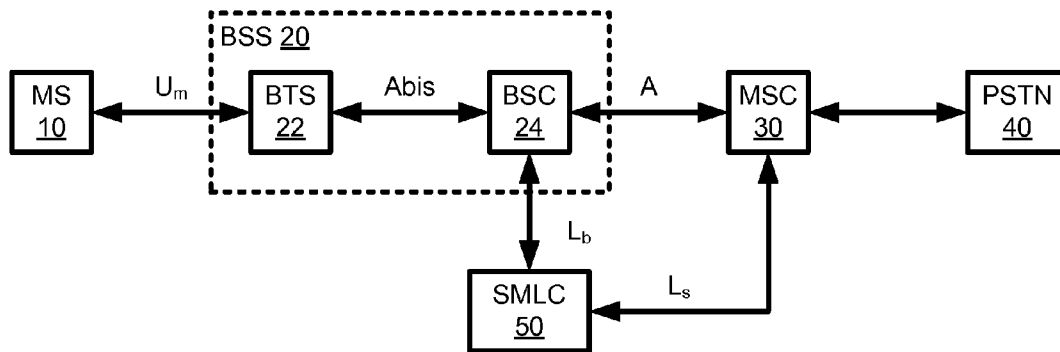 BSS 20
MS
10
Um
BTS
22
Abis
BSC
24
A
MSC
30
PSTN
40
Lb
SMLC
50
Ls